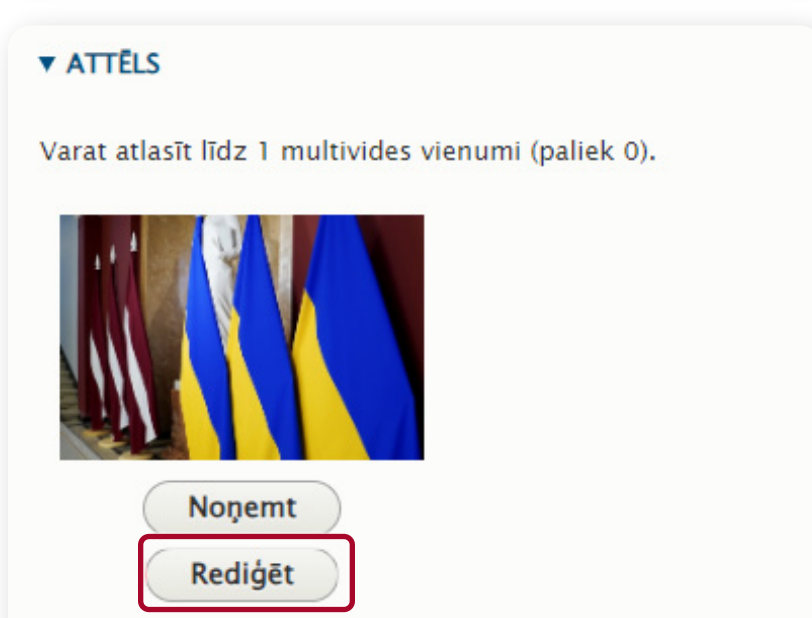 ATTĒLS
Varat atlasīt līdz 1 multivides vienumi (paliek 0).
Noņemt
Rediģēt